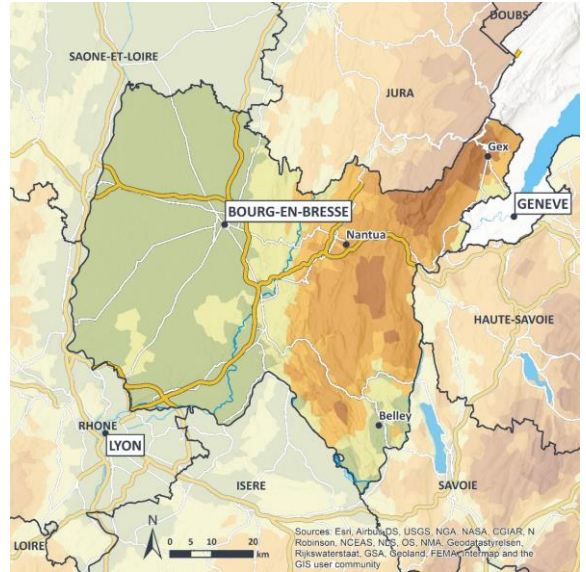 DOUBS
SAONE-ET-LOIRE
JURA
Gex
BOURG-EN-BRESSE
GENEVE
Nantua
HAUTE-SAVOIE
Belley
RHONE
LYON
ISERE
SAVOIE
N
0 5 10 20
km
LOIRE
Sources: Esri, Airbus DS, USGS, NGA, NASA, CGIAR, N
Robinson, NCEAS, NLS, OS, NMA, Geodatastyrelsen,
Rijkswaterstaat, GSA, Geoland, FEMA, Intermap and the
GIS user community